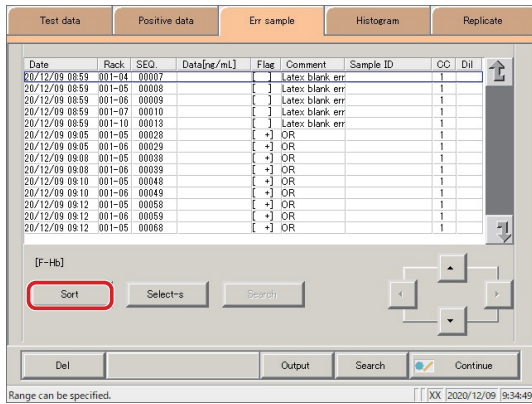 Test data Positive data Err sample Histogram Replicate
Date Rack SEQ. Data[ng/mL] Flag Comment Sample ID CC Dil
20/12/09 08:59 001-04 00007 [ ] Latex blank err 1
20/12/09 08:59 001-05 00008 [ ] Latex blank err 1
20/12/09 08:59 001-06 00009 [ ] Latex blank err 1
20/12/09 08:59 001-07 00010 [ ] Latex blank err 1
20/12/09 08:59 001-10 00013 [ ] Latex blank err 1
20/12/09 09:05 001-05 00028 [ +] OR 1
20/12/09 09:05 001-06 00029 [ +] OR 1
20/12/09 09:08 001-05 00038 [ +] OR 1
20/12/09 09:08 001-06 00039 [ +] OR 1
20/12/09 09:10 001-05 00048 [ +] OR 1
20/12/09 09:10 001-06 00049 [ +] OR 1
20/12/09 09:12 001-05 00058 [ +] OR 1
20/12/09 09:12 001-06 00059 [ +] OR 1
20/12/09 09:12 001-05 00068 [ +] OR 1
[F-Hb]
Sort Select-s Search
Del Output Search Continue
Range can be specified. XX 2020/12/09 9:34:49